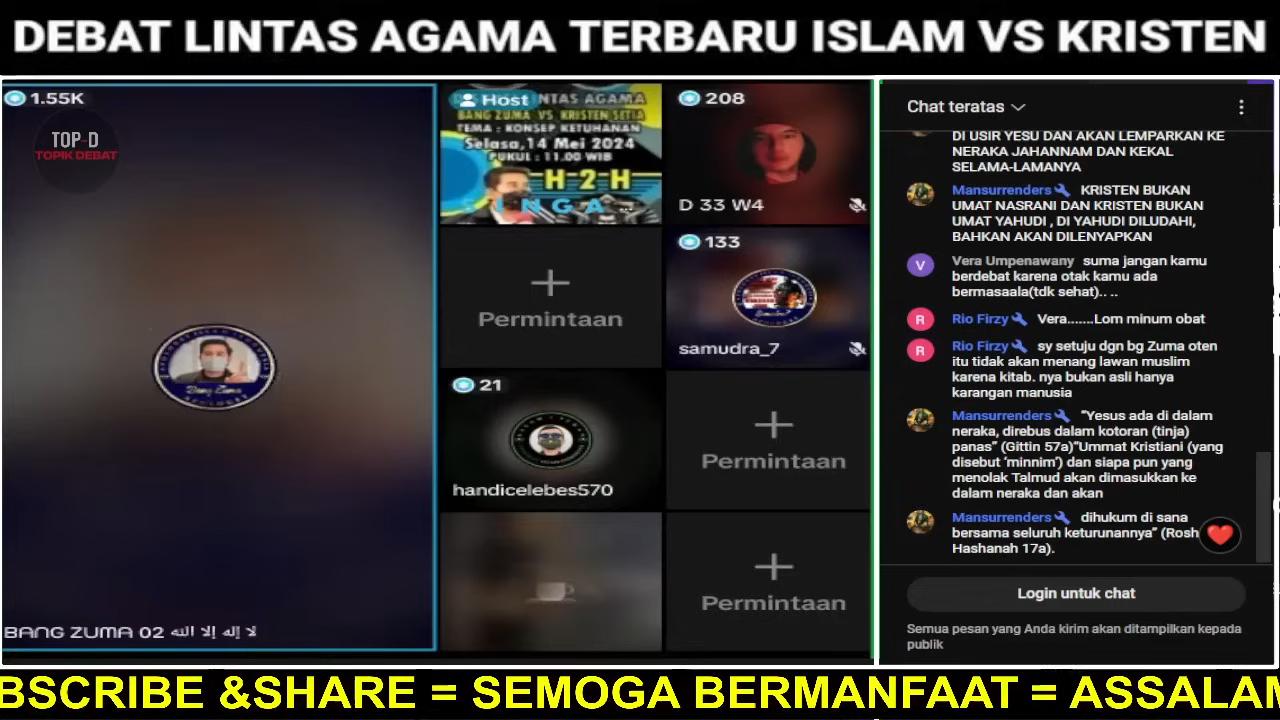 DEBAT LINTAS AGAMA TERBARU ISLAM VS KRISTEN
1.55K
TOP-D
TOPIK DEBAT
BANG ZUMA 02 لا إله إلا الله
Host
NTAS AGAMA
BANG ZUMA VS KRISTEN SETIA
TEMA : KONSEP KETUHANAN
Selasa,14 Mei 2024
PUKUL : 11.00 WIB
H 2 H
208
D 33 W4
Permintaan
133
samudra_7
21
handicelebes570
Permintaan
Permintaan
Chat teratas
DI USIR YESU DAN AKAN LEMPARKAN KE
NERAKA JAHANNAM DAN KEKAL
SELAMA-LAMANYA
Mansurrenders KRISTEN BUKAN
UMAT NASRANI DAN KRISTEN BUKAN
UMAT YAHUDI , DI YAHUDI DILUDAHI,
BAHKAN AKAN DILENYAPKAN
V
Vera Umpenawany suma jangan kamu
berdebat karena otak kamu ada
bermasaala(tdk sehat).. ..
R
Rio Firzy Vera.......Lom minum obat
R
Rio Firzy sy setuju dgn bg Zuma oten
itu tidak akan menang lawan muslim
karena kitab. nya bukan asli hanya
karangan manusia
Mansurrenders “Yesus ada di dalam
neraka, direbus dalam kotoran (tinja)
panas” (Gittin 57a)“Ummat Kristiani (yang
disebut ‘minnim’) dan siapa pun yang
menolak Talmud akan dimasukkan ke
dalam neraka dan akan
Mansurrenders dihukum di sana
bersama seluruh keturunannya” (Rosh
Hashanah 17a).
Login untuk chat
Semua pesan yang Anda kirim akan ditampilkan kepada
publik
BSCRIBE &SHARE = SEMOGA BERMANFAAT = ASSALAM